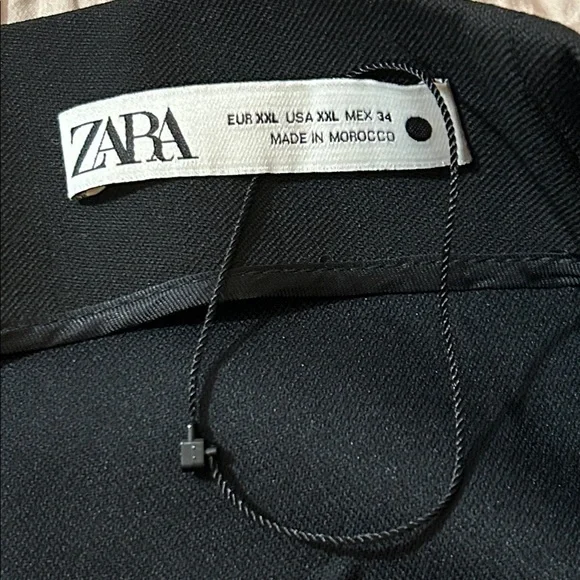 ZARA
EUR XXL USA XXL MEX 34
MADE IN MOROCCO